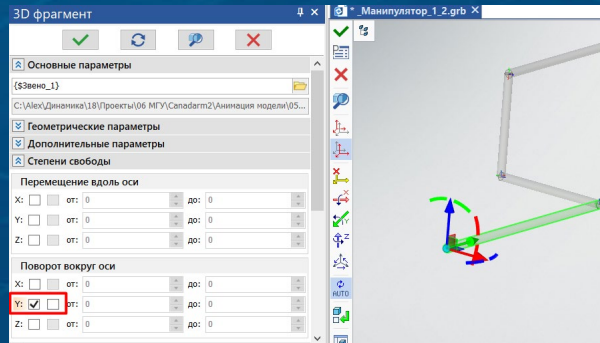 3D фрагмент
* _Манипулятор_1_2.grb
Основные параметры
{$Звено_1}
C:\Alex\Динамика\18\Проекты\06 МГУ\Canadarm2\Анимация модели\05...
Геометрические параметры
Дополнительные параметры
Степени свободы
Перемещение вдоль оси
X: от: 0 до: 0
Y: от: 0 до: 0
Z: от: 0 до: 0
Поворот вокруг оси
X: от: 0 до: 0
Y: от: 0 до: 0
Z: от: 0 до: 0
AUTO